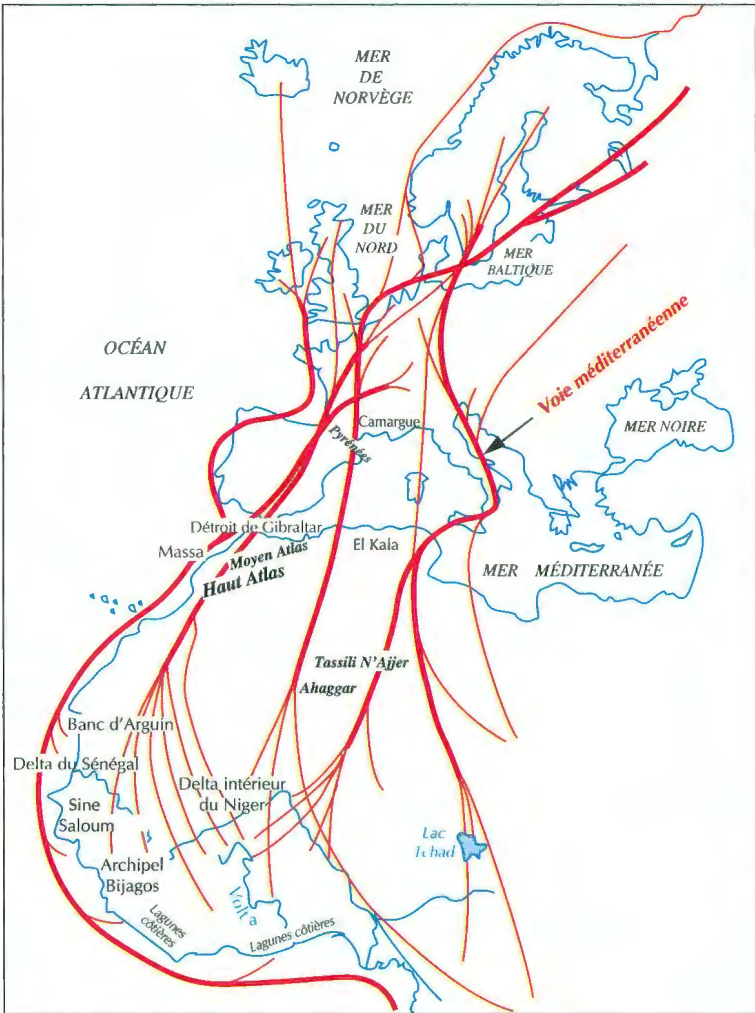 MER
DE
NORVÈGE
MER
DU
NORD
MER
BALTIQUE
OCÉAN
ATLANTIQUE
Voie méditerranéenne
MER NOIRE
Camargue
Pyrénées
Détroit de Gibraltar
Massa
Moyen Atlas
Haut Atlas
El Kala
MER MÉDITERRANÉE
Tassili N'Ajjer
Ahaggar
Banc d'Arguin
Delta du Sénégal
Sine
Saloum
Delta intérieur
du Niger
Lac
Tchad
Archipel
Bijagos
Volta
Lagunes
côtières
Lagunes côtières